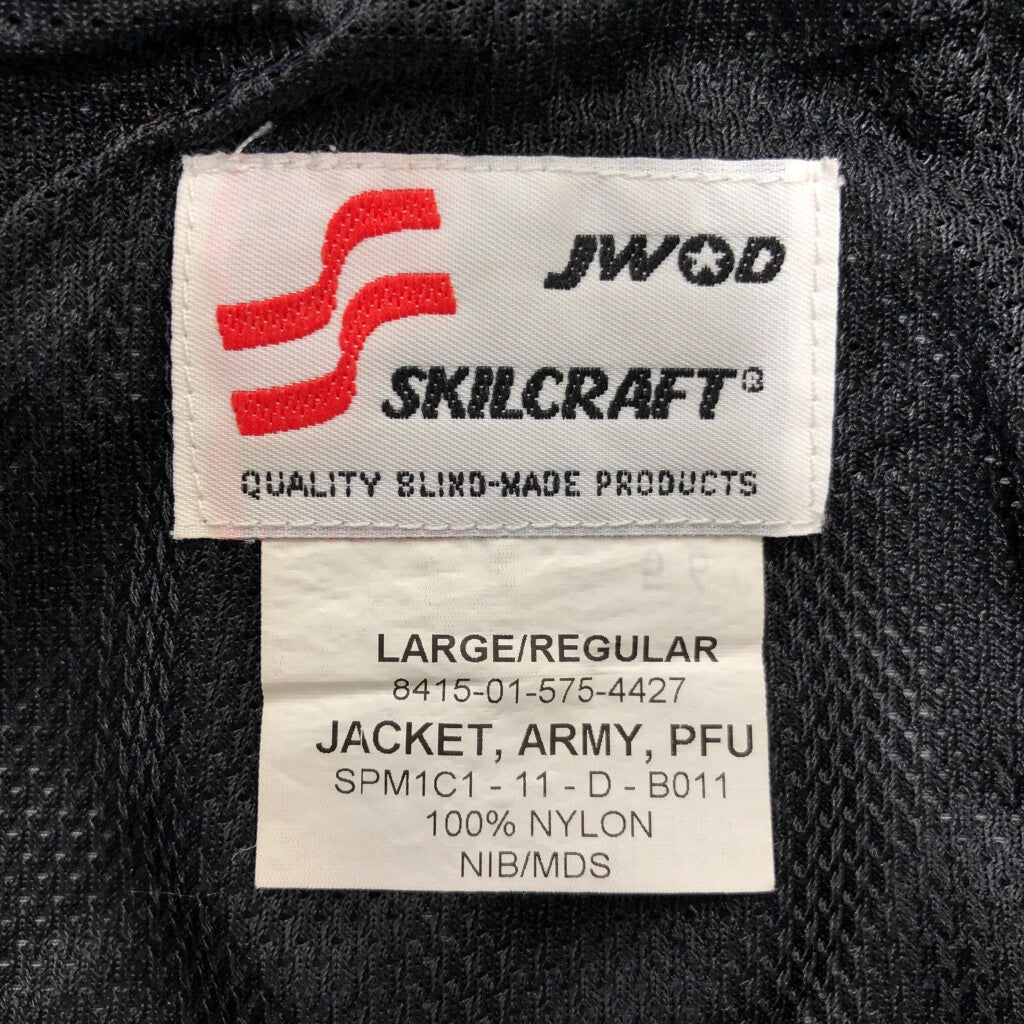 JWOD
SKILCRAFT®
QUALITY BLIND-MADE PRODUCTS
LARGE/REGULAR
8415-01-575-4427
JACKET, ARMY, PFU
SPM1C1 - 11 - D - B011
100% NYLON
NIB/MDS